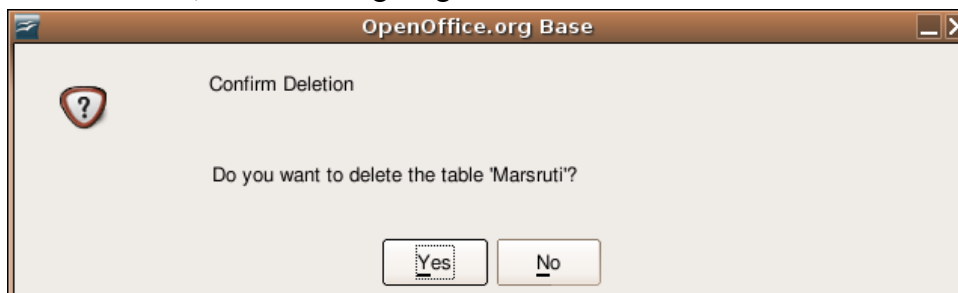 OpenOffice.org Base
Confirm Deletion
Do you want to delete the table 'Marsruti'?
Yes
No